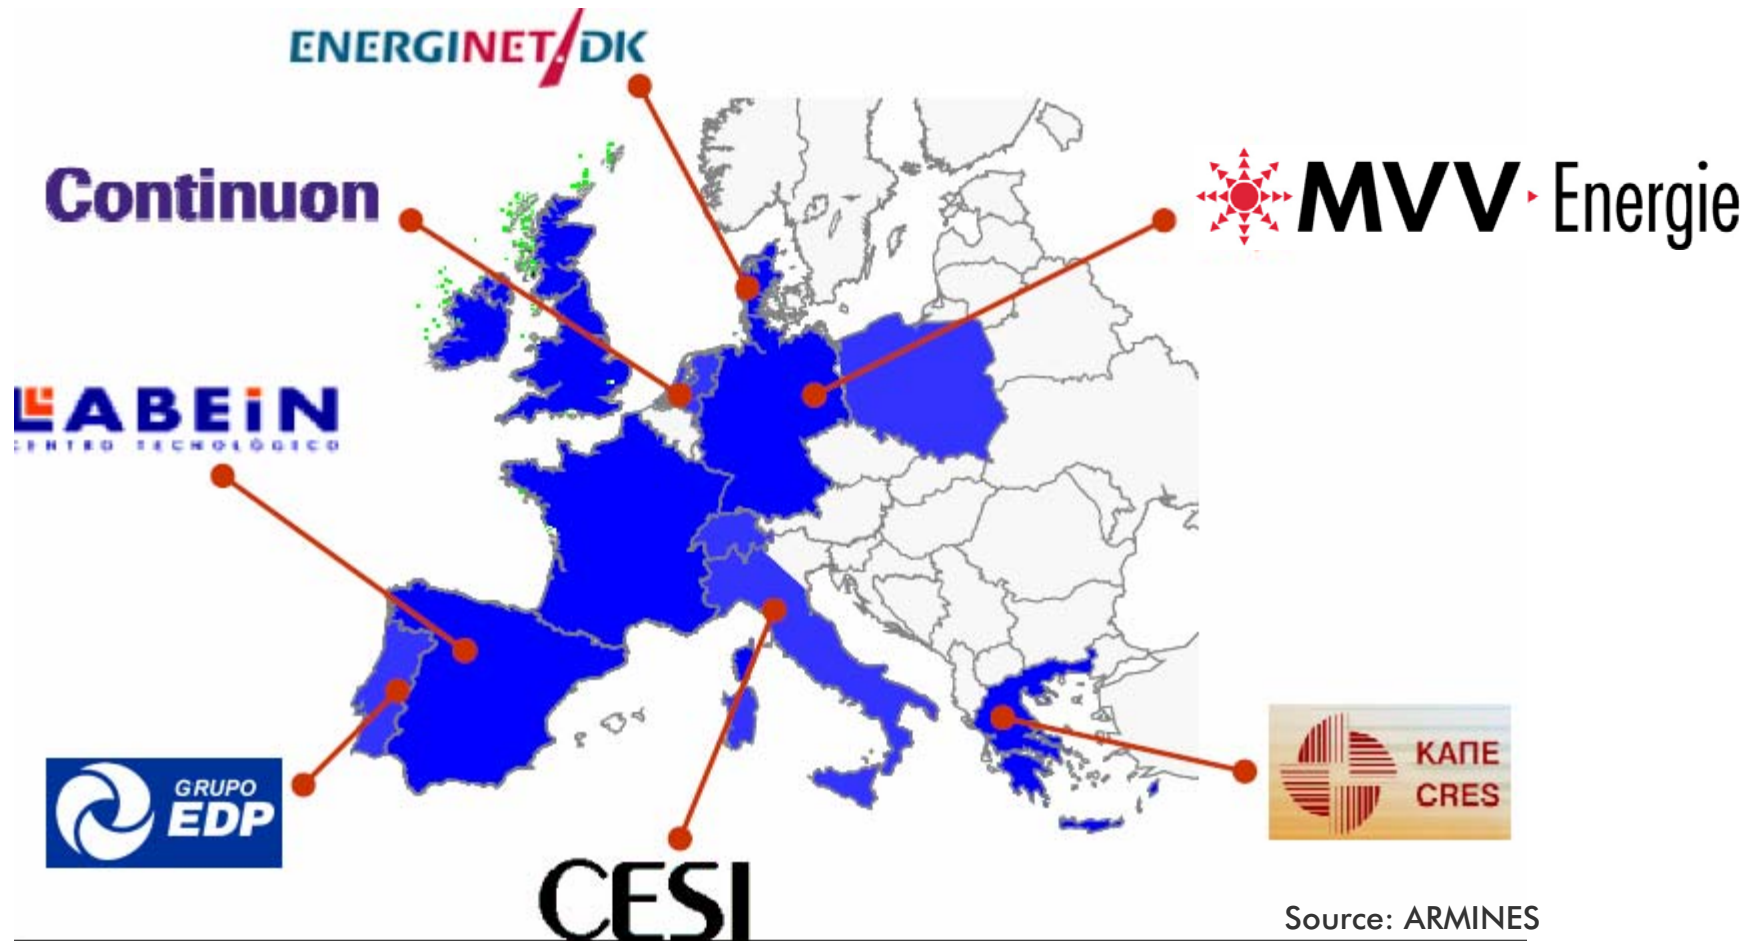 ENERGINET/DK
Continuon
MVV Energie
LABEiN
CENTRO TECNOLÓGICO
GRUPO
EDP
ΚΑΠΕ
CRES
CESI
Source: ARMINES